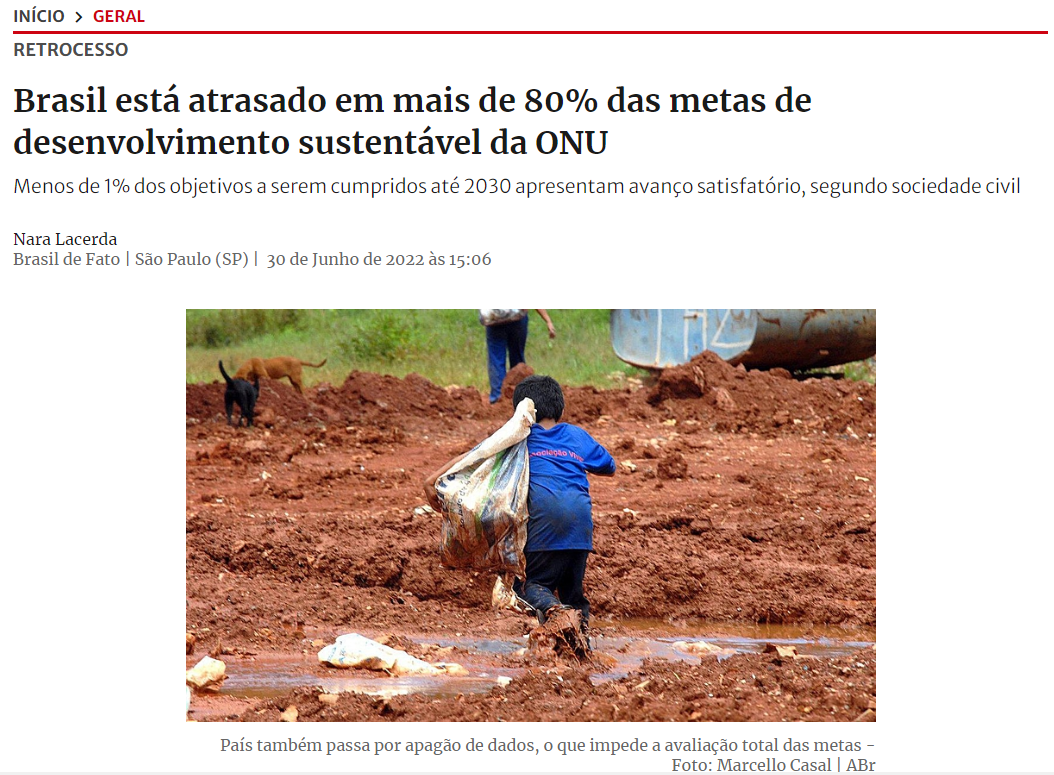 INÍCIO > GERAL
RETROCESSO
Brasil está atrasado em mais de 80% das metas de
desenvolvimento sustentável da ONU
Menos de 1% dos objetivos a serem cumpridos até 2030 apresentam avanço satisfatório, segundo sociedade civil
Nara Lacerda
Brasil de Fato | São Paulo (SP) | 30 de Junho de 2022 às 15:06
País também passa por apagão de dados, o que impede a avaliação total das metas -
Foto: Marcello Casal | ABr